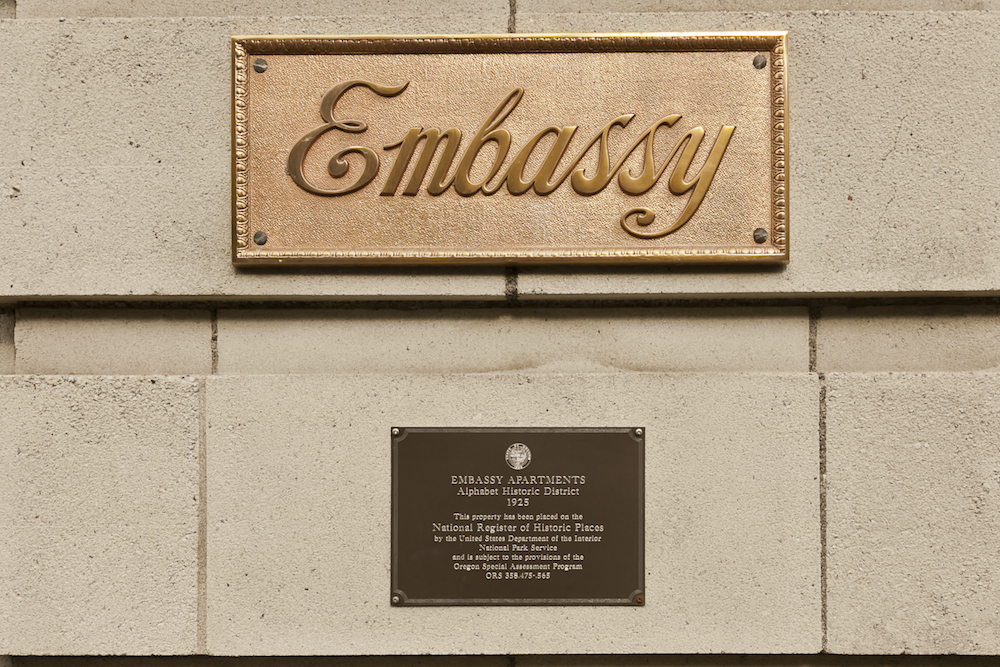 Embassy
EMBASSY APARTMENTS
Alphabet Historic District
1925
This property has been placed on the
National Register of Historic Places
by the United States Department of the Interior
National Park Service
and is subject to the provisions of the
Oregon Special Assessment Program
ORS 358.475-.565